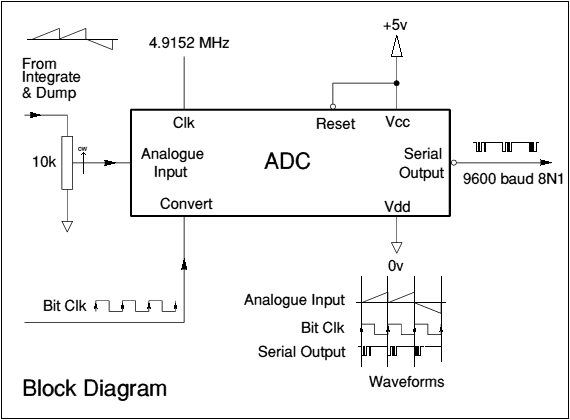 +5v
4.9152 MHz
From
Integrate
& Dump
Clk
Reset
Vcc
cw
10k
Analogue
Input
ADC
Serial
Output
9600 baud 8N1
Convert
Vdd
0v
Bit Clk
Analogue Input
Bit Clk
Serial Output
Waveforms
Block Diagram